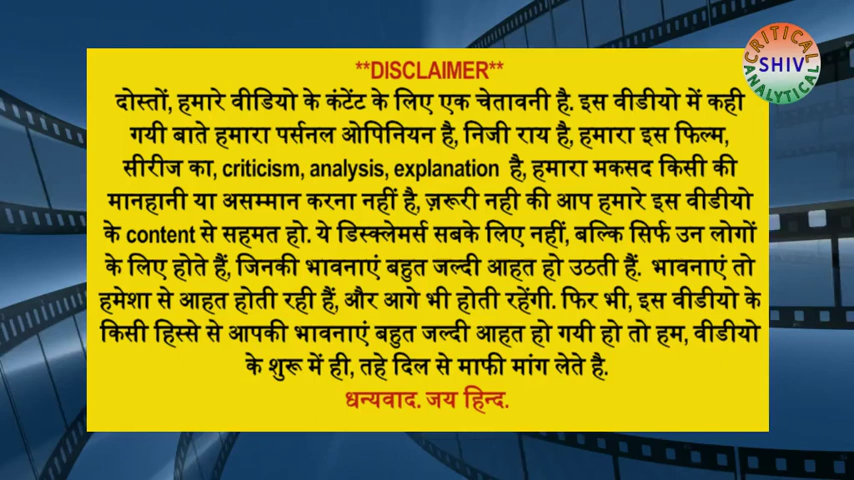 **DISCLAIMER**
दोस्तों, हमारे वीडियो के कंटेंट के लिए एक चेतावनी है. इस वीडीयो में कही
गयी बाते हमारा पर्सनल ओपिनियन है, निजी राय है, हमारा इस फिल्म,
सीरीज का, criticism, analysis, explanation है, हमारा मकसद किसी की
मानहानी या असम्मान करना नहीं है, ज़रूरी नही की आप हमारे इस वीडीयो
के content से सहमत हो. ये डिस्क्लेमर्स सबके लिए नहीं, बल्कि सिर्फ उन लोगों
के लिए होते हैं, जिनकी भावनाएं बहुत जल्दी आहत हो उठती हैं. भावनाएं तो
हमेशा से आहत होती रही हैं, और आगे भी होती रहेंगी. फिर भी, इस वीडीयो के
किसी हिस्से से आपकी भावनाएं बहुत जल्दी आहत हो गयी हो तो हम, वीडीयो
के शुरू में ही, तहे दिल से माफी मांग लेते है.
धन्यवाद. जय हिन्द.
CRITICAL
SHIV
ANALYTICAL